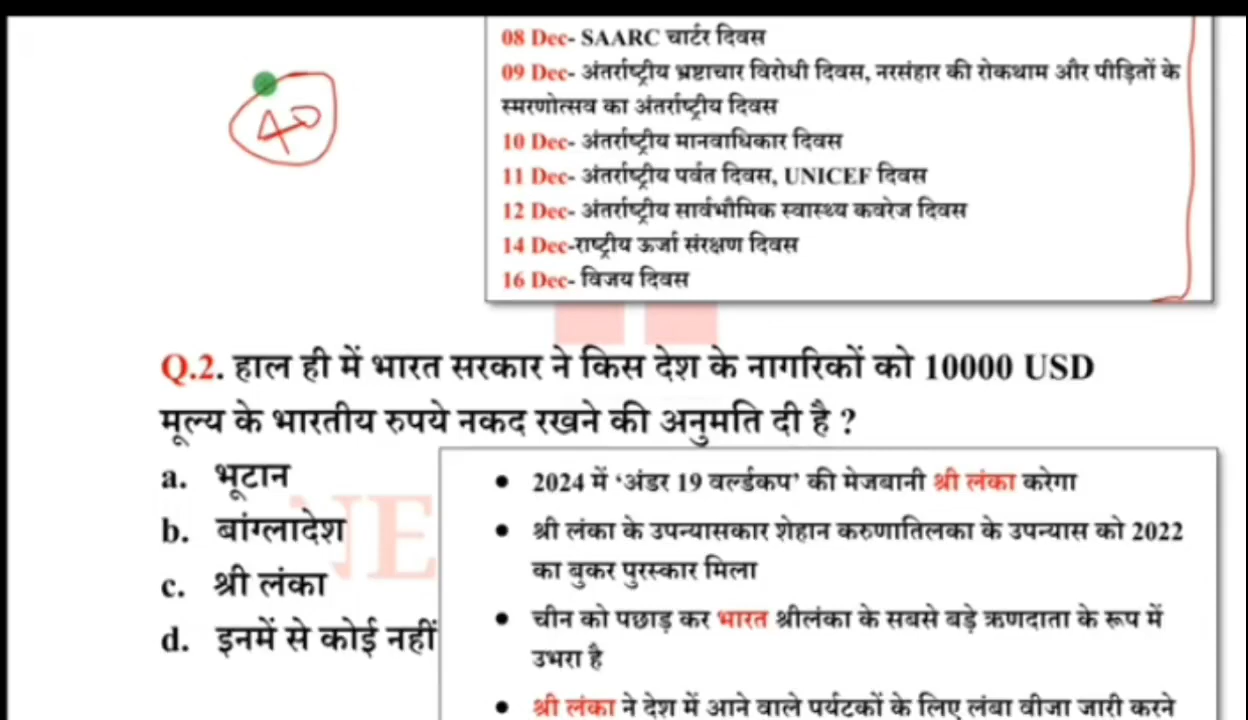 08 Dec- SAARC चार्टर दिवस
09 Dec- अंतर्राष्ट्रीय भ्रष्टाचार विरोधी दिवस, नरसंहार की रोकथाम और पीड़ितों के
स्मरणोत्सव का अंतर्राष्ट्रीय दिवस
10 Dec- अंतर्राष्ट्रीय मानवाधिकार दिवस
11 Dec- अंतर्राष्ट्रीय पर्वत दिवस, UNICEF दिवस
12 Dec- अंतर्राष्ट्रीय सार्वभौमिक स्वास्थ्य कवरेज दिवस
14 Dec-राष्ट्रीय ऊर्जा संरक्षण दिवस
16 Dec- विजय दिवस
40
Q.2. हाल ही में भारत सरकार ने किस देश के नागरिकों को 10000 USD
मूल्य के भारतीय रुपये नकद रखने की अनुमति दी है ?
a. भूटान
b. बांग्लादेश
c. श्री लंका
d. इनमें से कोई नहीं
• 2024 में ‘अंडर 19 वर्ल्डकप’ की मेजबानी श्री लंका करेगा
• श्री लंका के उपन्यासकार शेहान करुणातिलका के उपन्यास को 2022
का बुकर पुरस्कार मिला
• चीन को पछाड़ कर भारत श्रीलंका के सबसे बड़े ऋणदाता के रूप में
उभरा है
• श्री लंका ने देश में आने वाले पर्यटकों के लिए लंबा वीजा जारी करने
NE